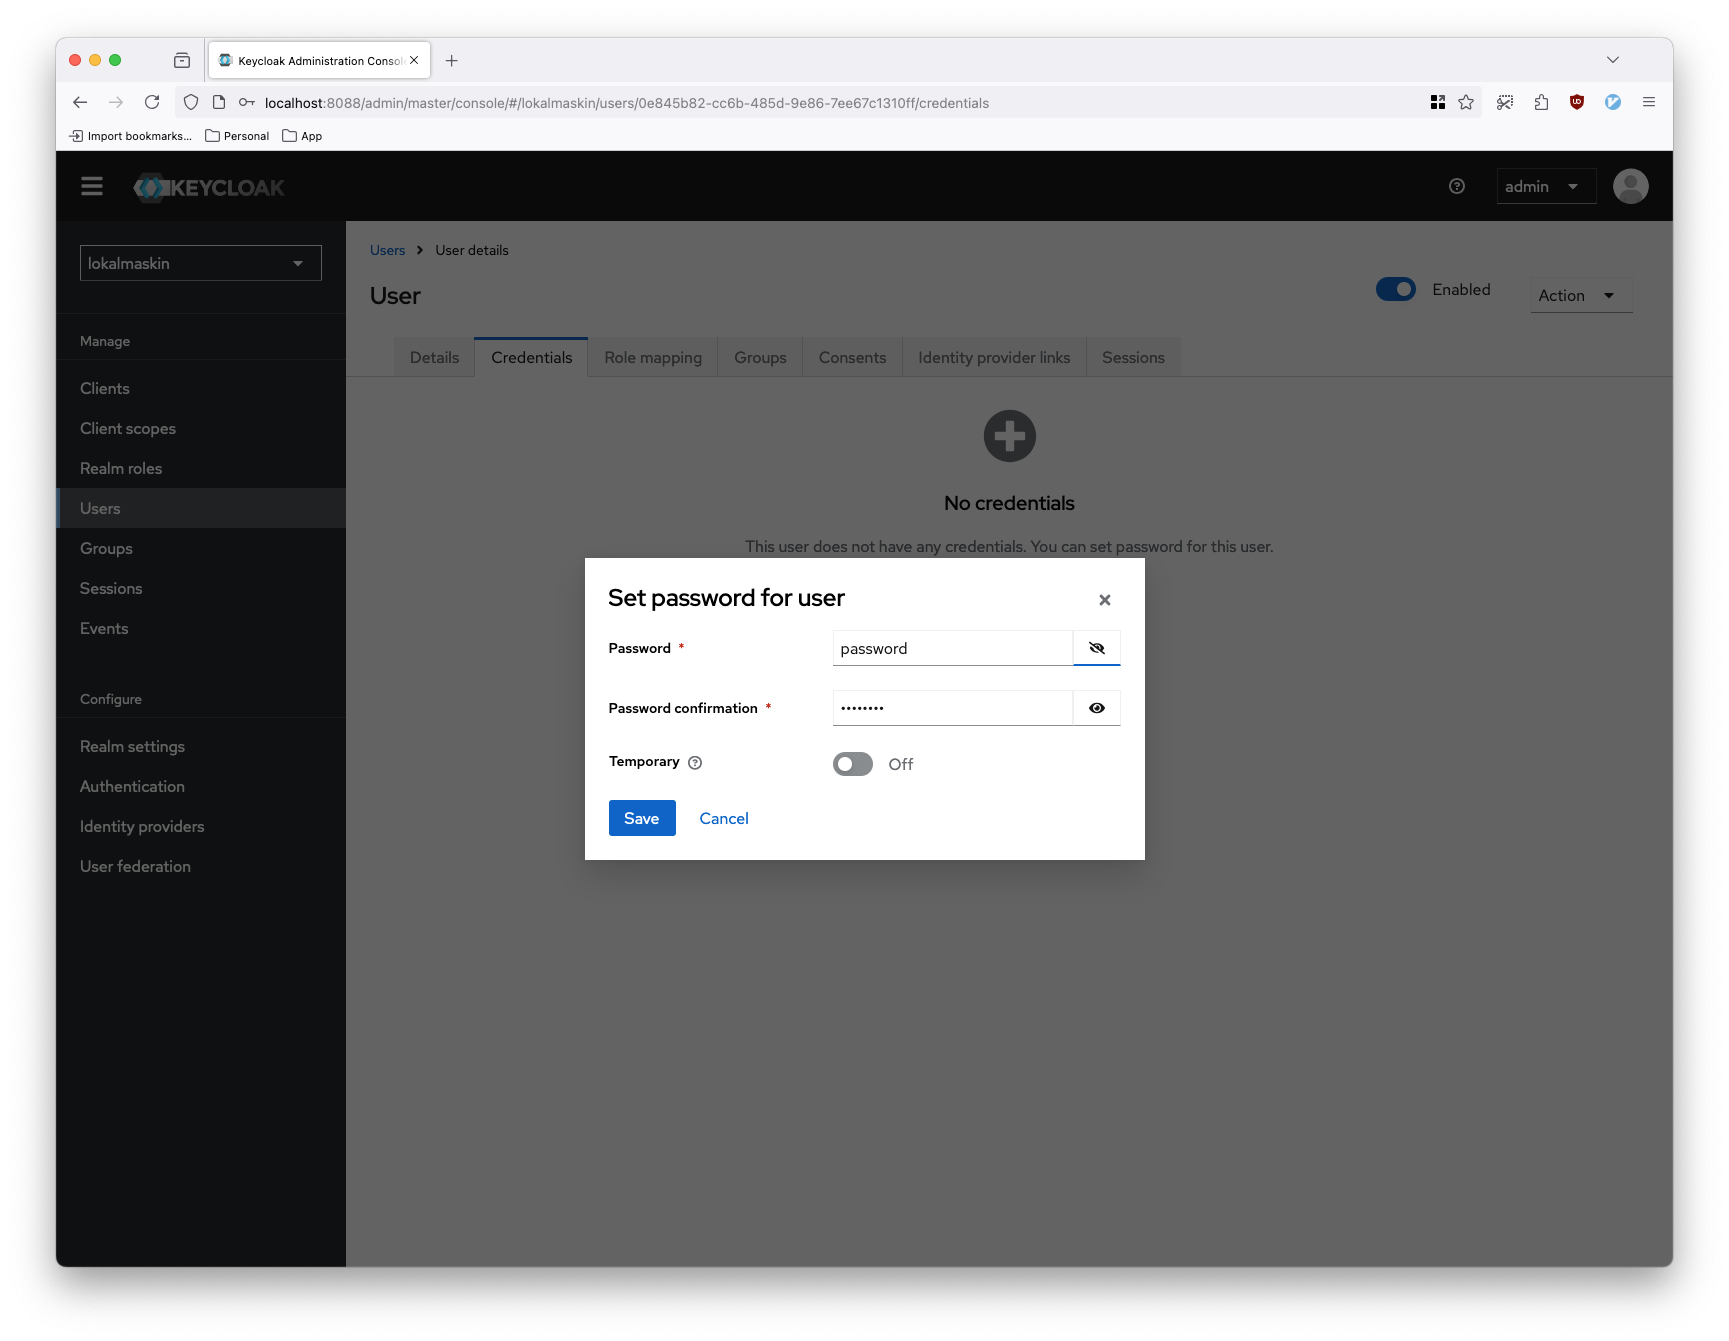 Keycloak Administration Consol
localhost:8088/admin/master/console/#/lokalmaskin/users/0e845b82-cc6b-485d-9e86-7ee67c1310ff/credentials
Import bookmarks... Personal App
KEYCLOAK
admin
lokalmaskin
Manage
Clients
Client scopes
Realm roles
Users
Groups
Sessions
Events
Configure
Realm settings
Authentication
Identity providers
User federation
Users > User details
User
Enabled
Action
Details Credentials Role mapping Groups Consents Identity provider links Sessions
No credentials
This user does not have any credentials. You can set password for this user.
Set password for user
Password * password
Password confirmation * ••••••••
Temporary Off
Save Cancel